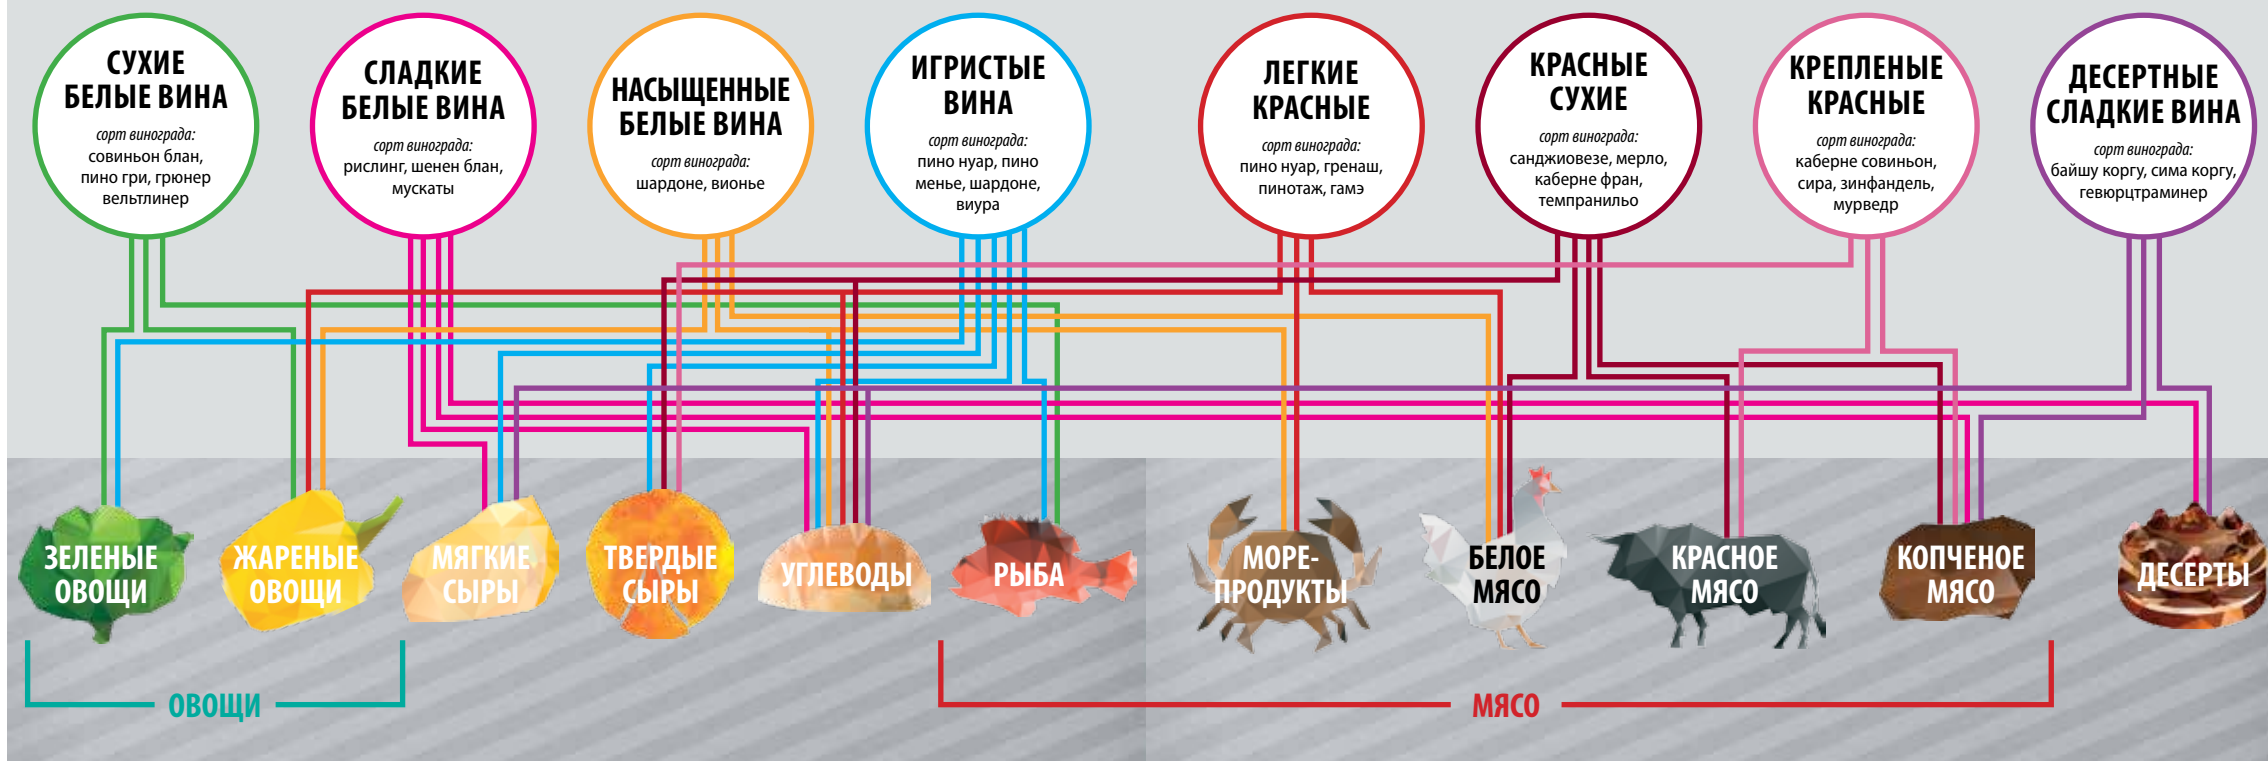 СУХИЕ
БЕЛЫЕ ВИНА
сорт винограда:
совиньон блан,
пино гри, грюнер
вельтлинер
СЛАДКИЕ
БЕЛЫЕ ВИНА
сорт винограда:
рислинг, шенен блан,
мускаты
НАСЫЩЕННЫЕ
БЕЛЫЕ ВИНА
сорт винограда:
шардоне, вионье
ИГРИСТЫЕ
ВИНА
сорт винограда:
пино нуар, пино
менье, шардоне,
виура
ЛЕГКИЕ
КРАСНЫЕ
сорт винограда:
пино нуар, гренаш,
пинотаж, гамэ
КРАСНЫЕ
СУХИЕ
сорт винограда:
санджиовезе, мерло,
каберне фран,
темпранильо
КРЕПЛЕНЫЕ
КРАСНЫЕ
сорт винограда:
каберне совиньон,
сира, зинфандель,
мурведр
ДЕСЕРТНЫЕ
СЛАДКИЕ ВИНА
сорт винограда:
байшу коргу, сима коргу,
гевюрцтраминер
ЗЕЛЕНЫЕ
ОВОЩИ
ЖАРЕНЫЕ
ОВОЩИ
МЯГКИЕ
СЫРЫ
ТВЕРДЫЕ
СЫРЫ
УГЛЕВОДЫ
РЫБА
МОРЕ-
ПРОДУКТЫ
БЕЛОЕ
МЯСО
КРАСНОЕ
МЯСО
КОПЧЕНОЕ
МЯСО
ДЕСЕРТЫ
ОВОЩИ
МЯСО